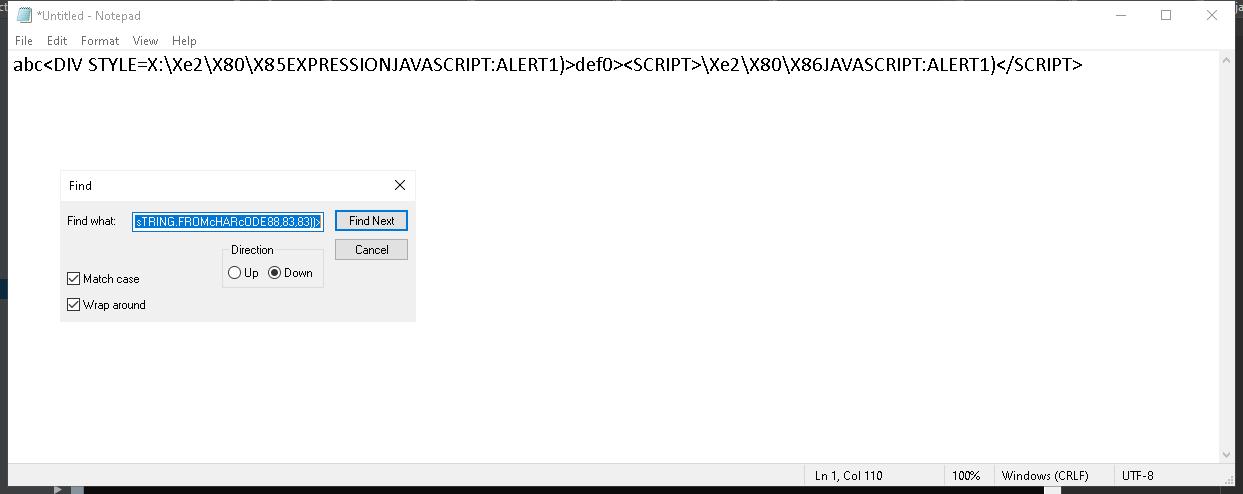 *Untitled - Notepad
File Edit Format View Help
abc<DIV STYLE=X:\Xe2\X80\X85EXPRESSIONJAVASCRIPT:ALERT1)>def0><SCRIPT>\Xe2\X80\X86JAVASCRIPT:ALERT1)</SCRIPT>
Find
Find what: sTRING.FROMcHARcODE88,83,83))> Find Next
Direction Cancel
Up Down
Match case
Wrap around
Ln 1, Col 110 100% Windows (CRLF) UTF-8